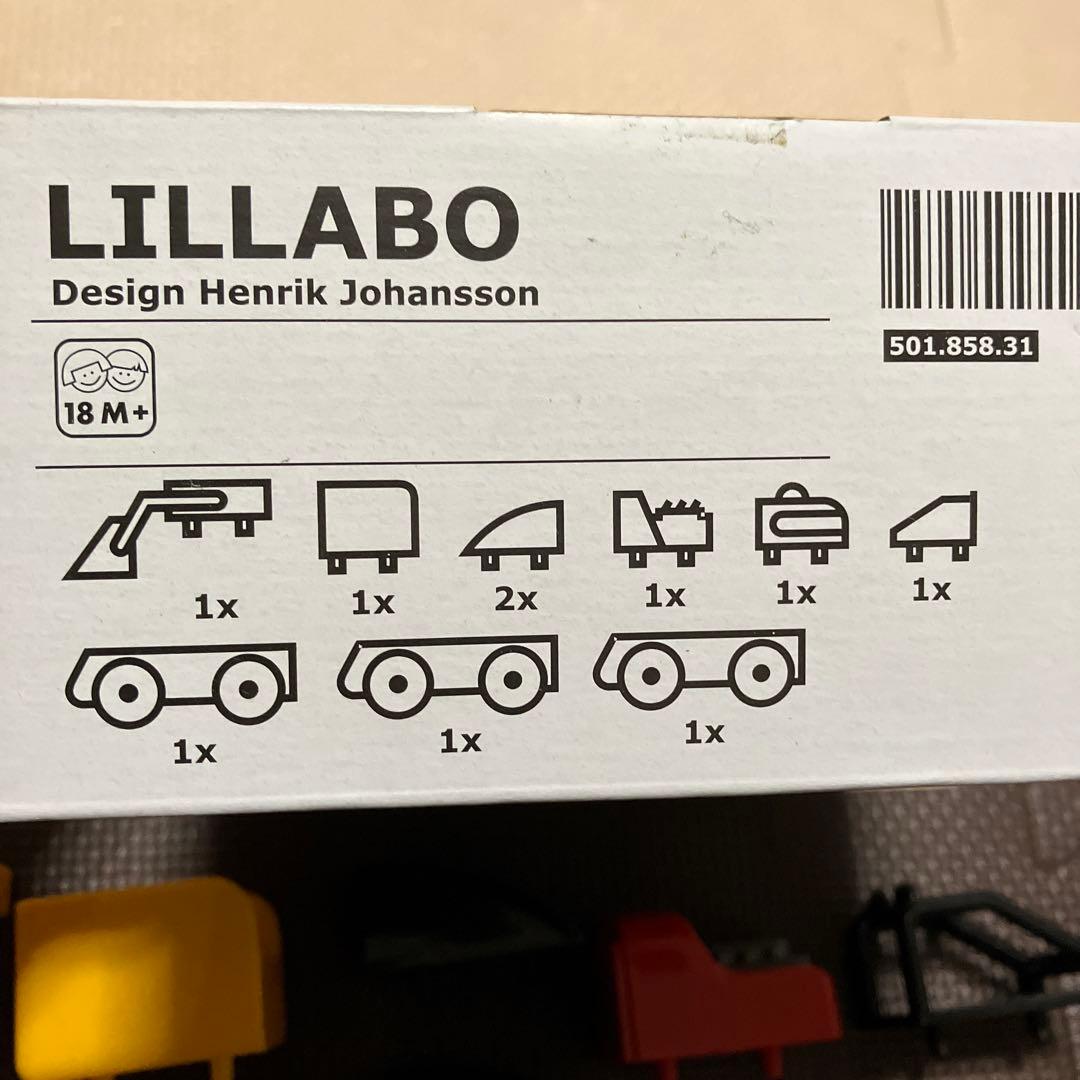 LILLABO
Design Henrik Johansson
501.858.31
18 M+
1x 1x 2x 1x 1x 1x
1x 1x 1x